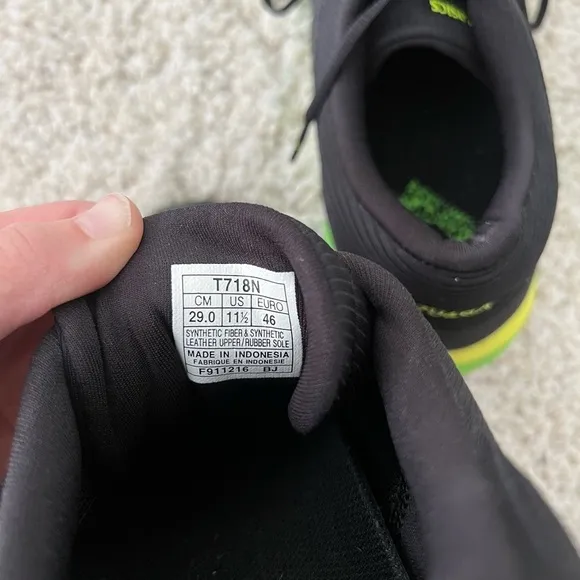 asics
T718N
CM US EURO
29.0 11½ 46
SYNTHETIC FIBER & SYNTHETIC
LEATHER UPPER/RUBBER SOLE
MADE IN INDONESIA
FABRIQUE EN INDONESIE
F911216 BJ